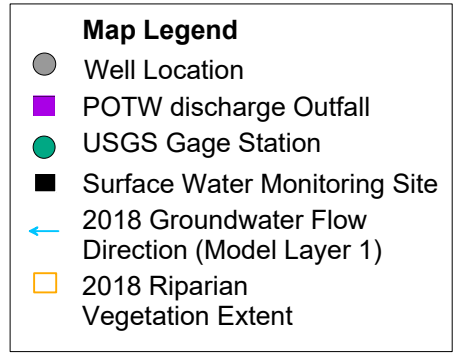 Map Legend
Well Location
POTW discharge Outfall
USGS Gage Station
Surface Water Monitoring Site
2018 Groundwater Flow
Direction (Model Layer 1)
2018 Riparian
Vegetation Extent